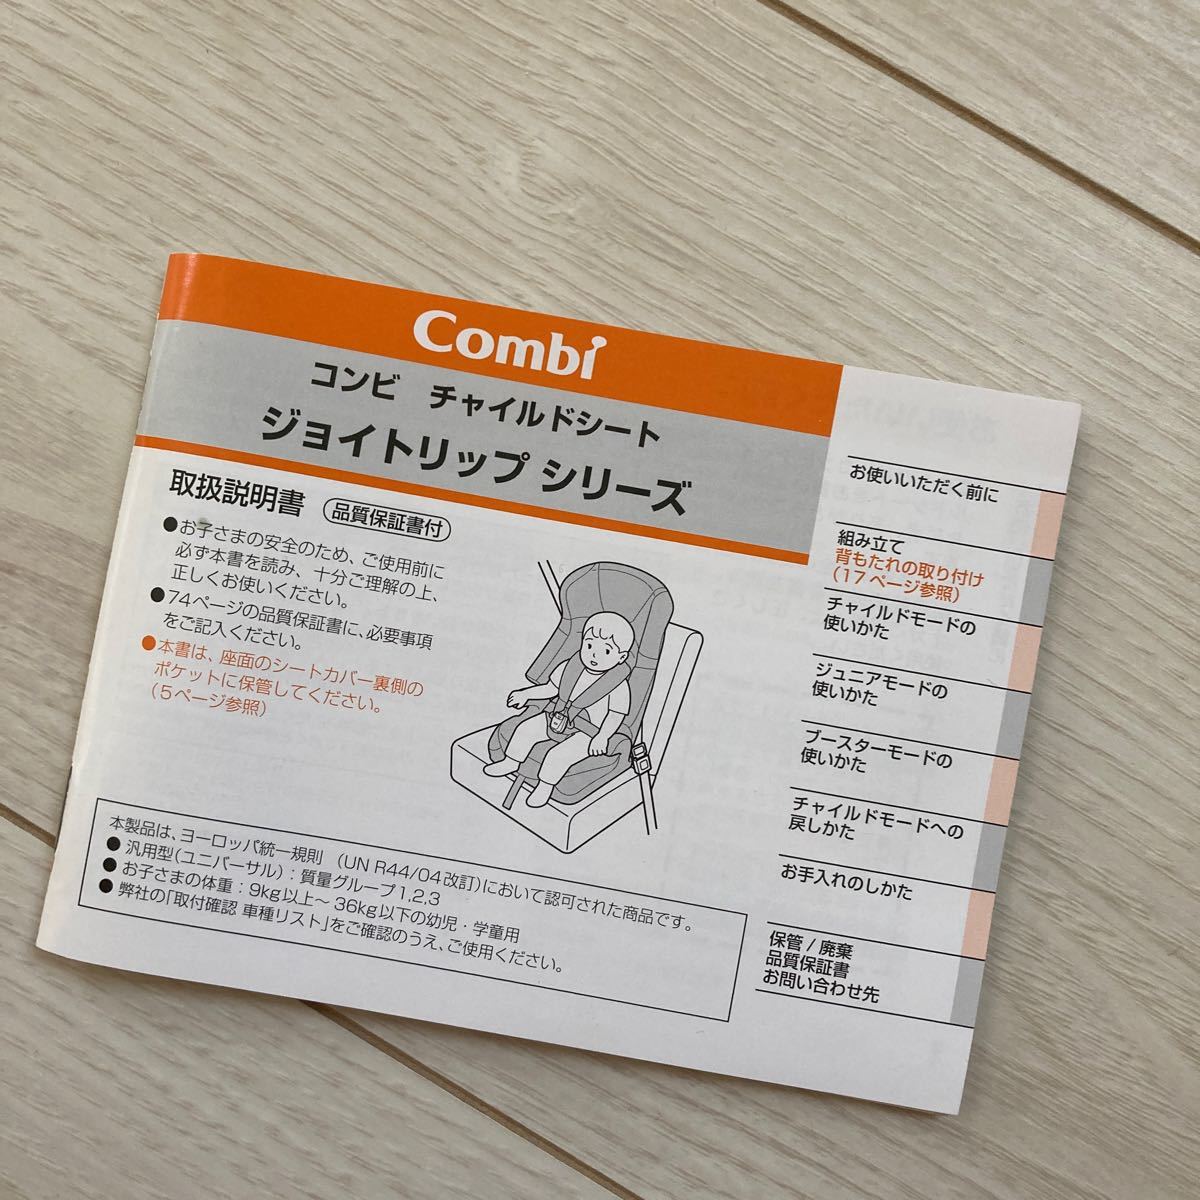 Combi
コンビ チャイルドシート
ジョイトリップ シリーズ
取扱説明書 品質保証書付
●お子さまの安全のため、ご使用前に
必ず本書を読み、十分ご理解の上、
正しくお使いください。
●74ページの品質保証書に、必要事項
をご記入ください。
●本書は、座面のシートカバー裏側の
ポケットに保管してください。
(5ページ参照)
本製品は、ヨーロッパ統一規則 (UN R44/04改訂)において認可された商品です。
● 汎用型(ユニバーサル)：質量グループ1,2,3
● お子さまの体重：9kg以上～36kg以下の幼児・学童用
● 弊社の「取付確認 車種リスト」をご確認のうえ、ご使用ください。
お使いいただく前に
組み立て
背もたれの取り付け
(17ページ参照)
チャイルドモードの
使いかた
ジュニアモードの
使いかた
ブースターモードの
使いかた
チャイルドモードへの
戻しかた
お手入れのしかた
保管/廃棄
品質保証書
お問い合わせ先